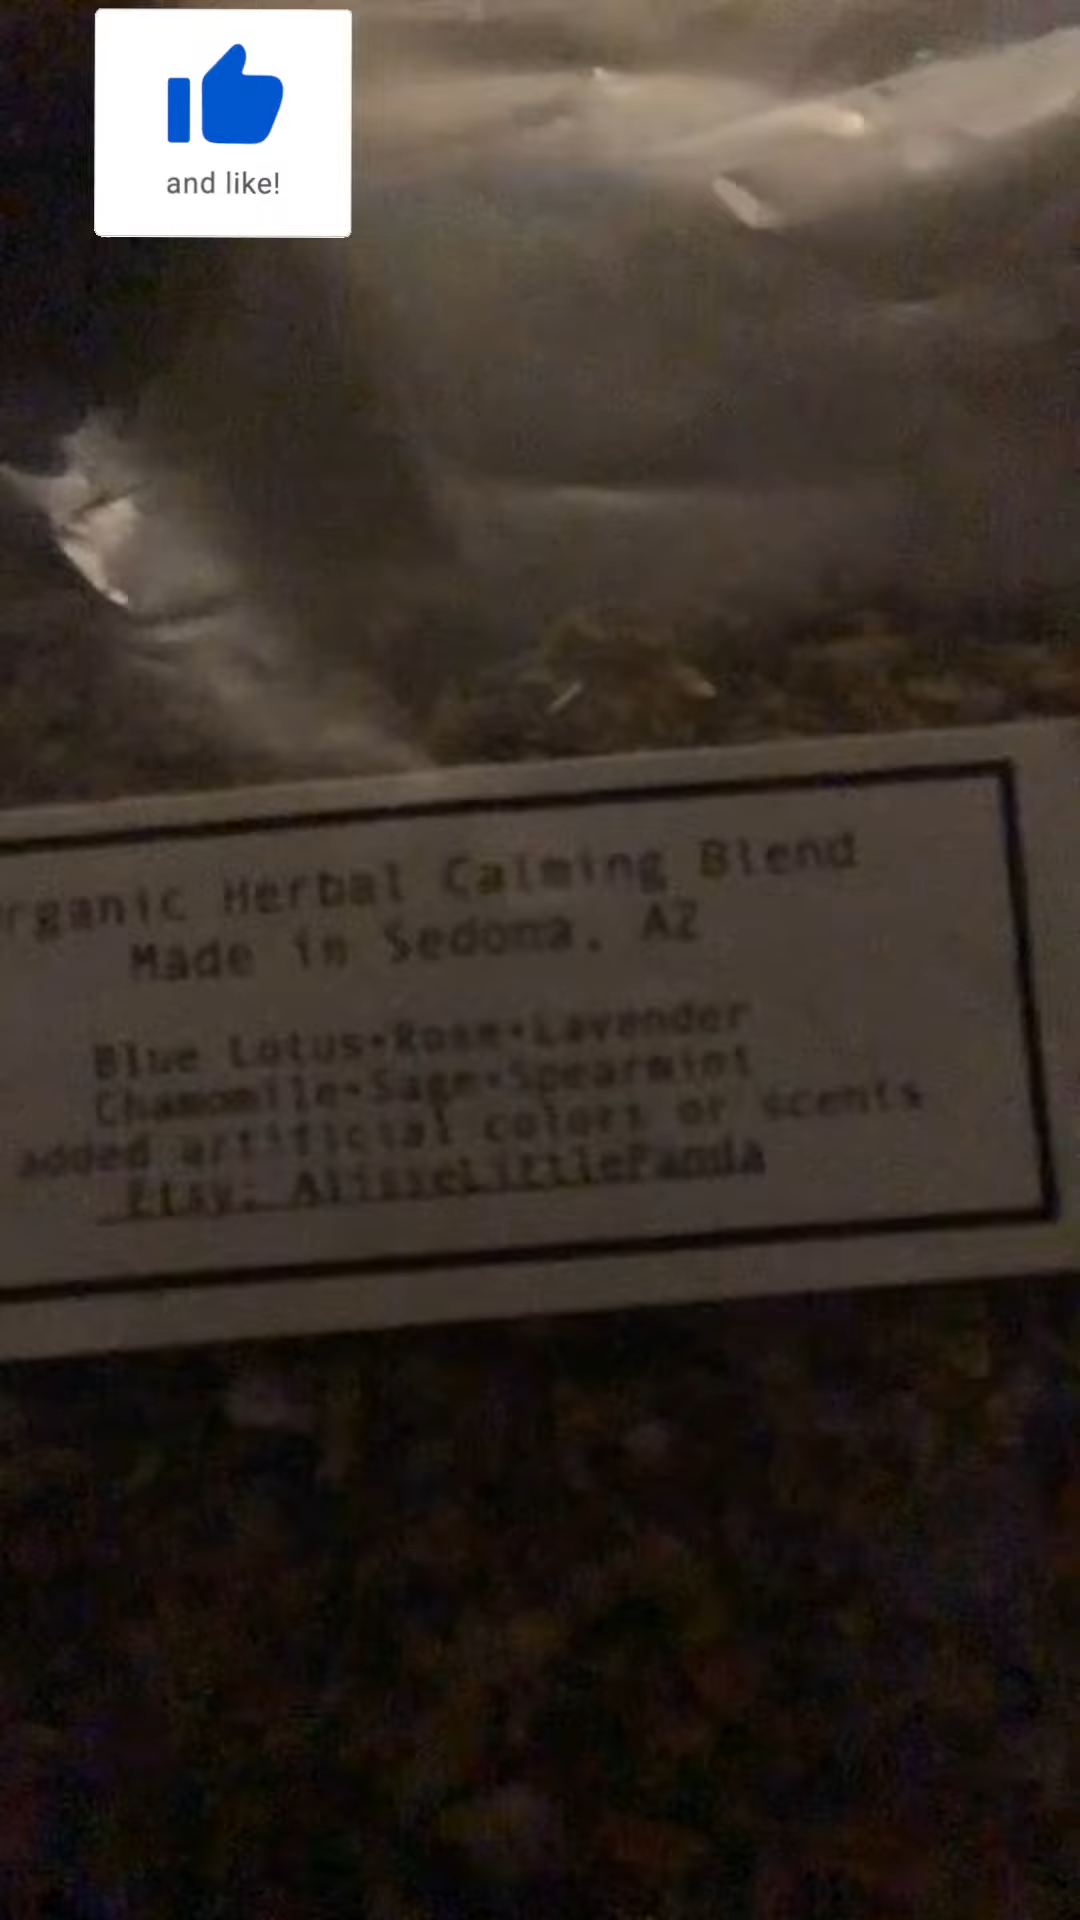 and like!
rganic Herbal Calming Blend
Made in Sedona, AZ
Blue Lotus•Rose•Lavender
Chamomile•Sage•Spearmint
added artificial colors or scents
Etsy: LittlePanda